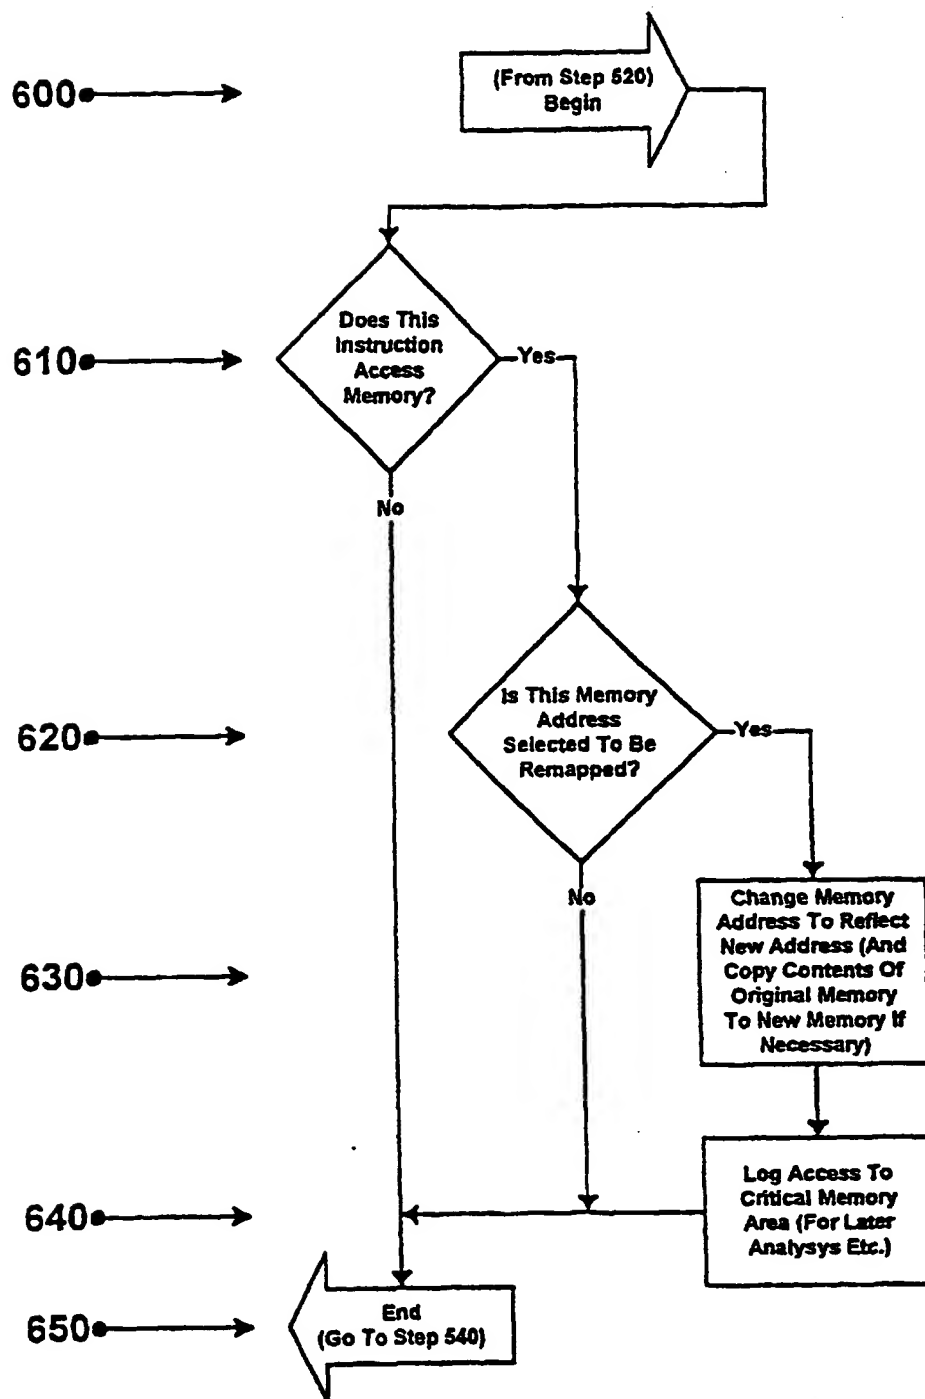 600
(From Step 520)
Begin
610
Does This
Instruction
Access
Memory?
Yes
No
620
Is This Memory
Address
Selected To Be
Remapped?
Yes
No
630
Change Memory
Address To Reflect
New Address (And
Copy Contents Of
Original Memory
To New Memory If
Necessary)
640
Log Access To
Critical Memory
Area (For Later
Analysys Etc.)
650
End
(Go To Step 540)